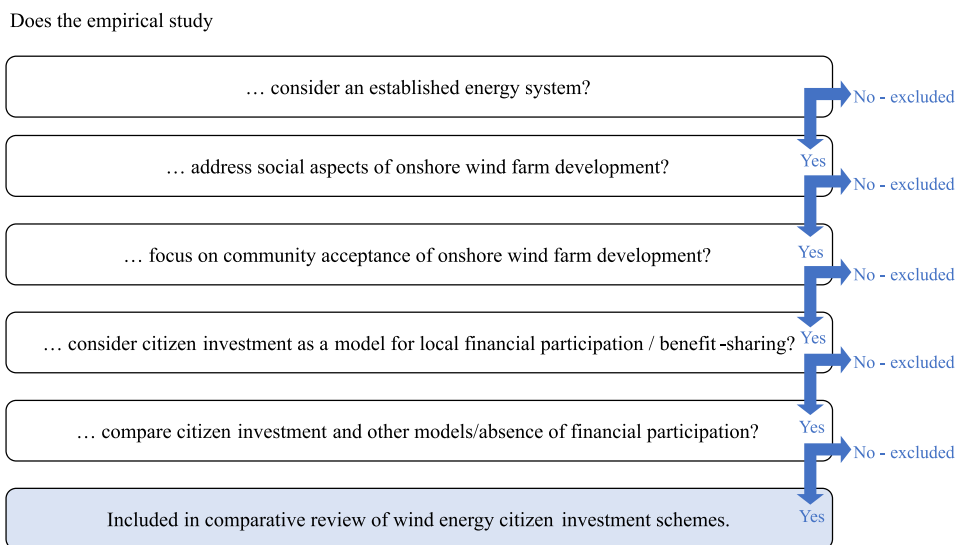 Does the empirical study
… consider an established energy system?
No - excluded
Yes
… address social aspects of onshore wind farm development?
No - excluded
Yes
… focus on community acceptance of onshore wind farm development?
No - excluded
Yes
… consider citizen investment as a model for local financial participation / benefit-sharing?
No - excluded
Yes
… compare citizen investment and other models/absence of financial participation?
No - excluded
Yes
Included in comparative review of wind energy citizen investment schemes.